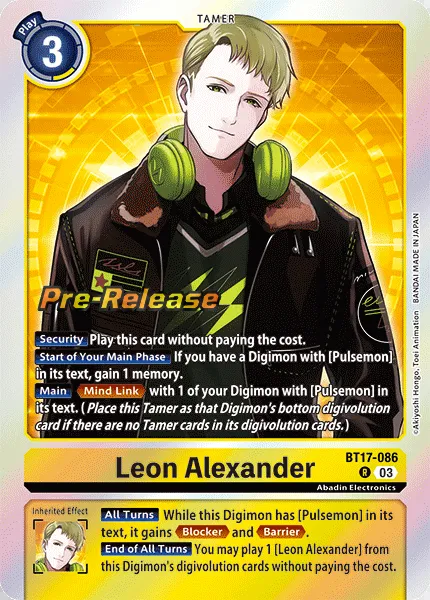 TAMER
Play
3
Pre-Release
Security Play this card without paying the cost.
Start of Your Main Phase If you have a Digimon with [Pulsemon]
in its text, gain 1 memory.
Main Mind Link with 1 of your Digimon with [Pulsemon] in
its text. (Place this Tamer as that Digimon's bottom digivolution
card if there are no Tamer cards in its digivolution cards.)
©Akiyoshi Hongo, Toei Animation BANDAI MADE IN JAPAN
Leon Alexander
BT17-086
R 03
Abadin Electronics
Inherited Effect
All Turns While this Digimon has [Pulsemon] in its
text, it gains Blocker and Barrier.
End of All Turns You may play 1 [Leon Alexander] from
this Digimon's digivolution cards without paying the cost.